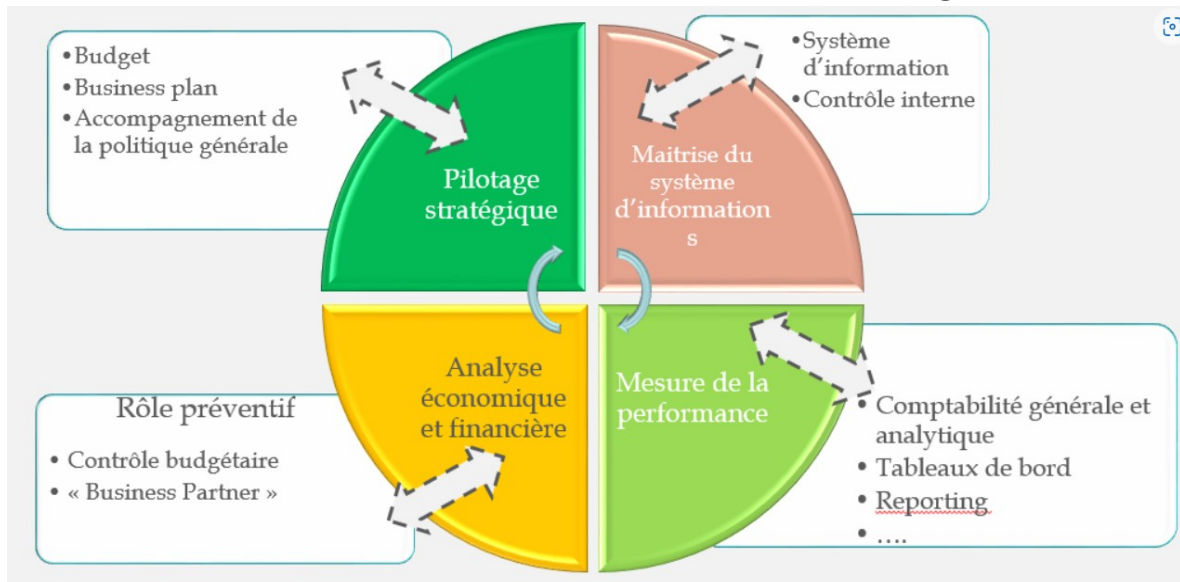 •Budget
•Business plan
•Accompagnement de
la politique générale
Pilotage
stratégique
•Système
d’information
•Contrôle interne
Maitrise du
système
d’information
s
Analyse
économique
et financière
Rôle préventif
• Contrôle budgétaire
• « Business Partner »
Mesure de la
performance
• Comptabilité générale et
analytique
• Tableaux de bord
• Reporting
• ....